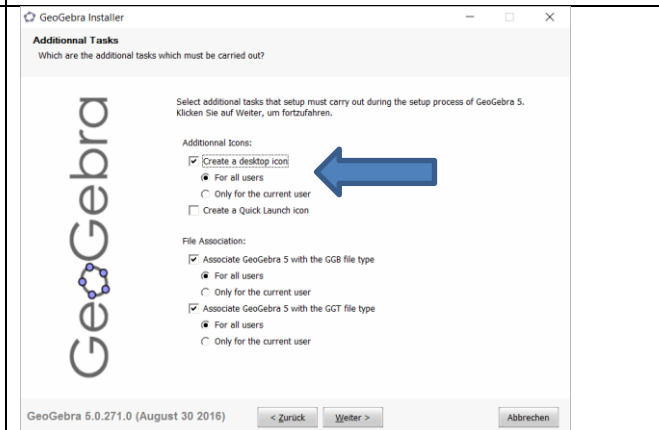 GeoGebra Installer
Additionnal Tasks
Which are the additional tasks which must be carried out?
GeoGebra
Select additional tasks that setup must carry out during the setup process of GeoGebra 5.
Klicken Sie auf Weiter, um fortzufahren.
Additionnal Icons:
Create a desktop icon
For all users
Only for the current user
Create a Quick Launch icon
File Association:
Associate GeoGebra 5 with the GGB file type
For all users
Only for the current user
Associate GeoGebra 5 with the GGT file type
For all users
Only for the current user
GeoGebra 5.0.271.0 (August 30 2016)
< Zurück
Weiter >
Abbrechen